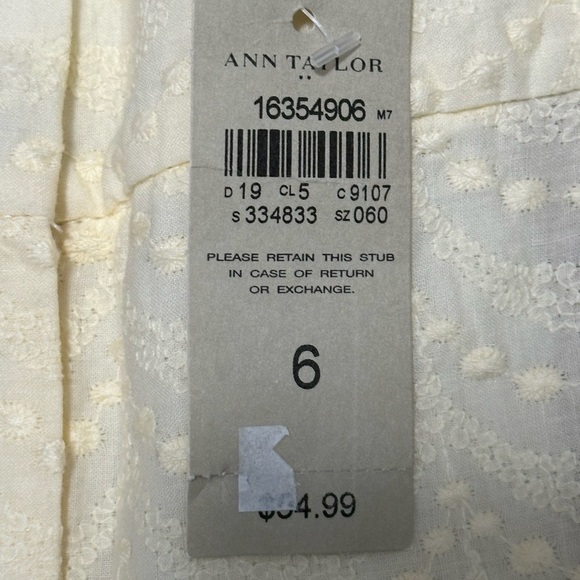 ANN TAYLOR
16354906 M7
D 19 CL 5 C 9107
S 334833 SZ 060
PLEASE RETAIN THIS STUB
IN CASE OF RETURN
OR EXCHANGE.
6